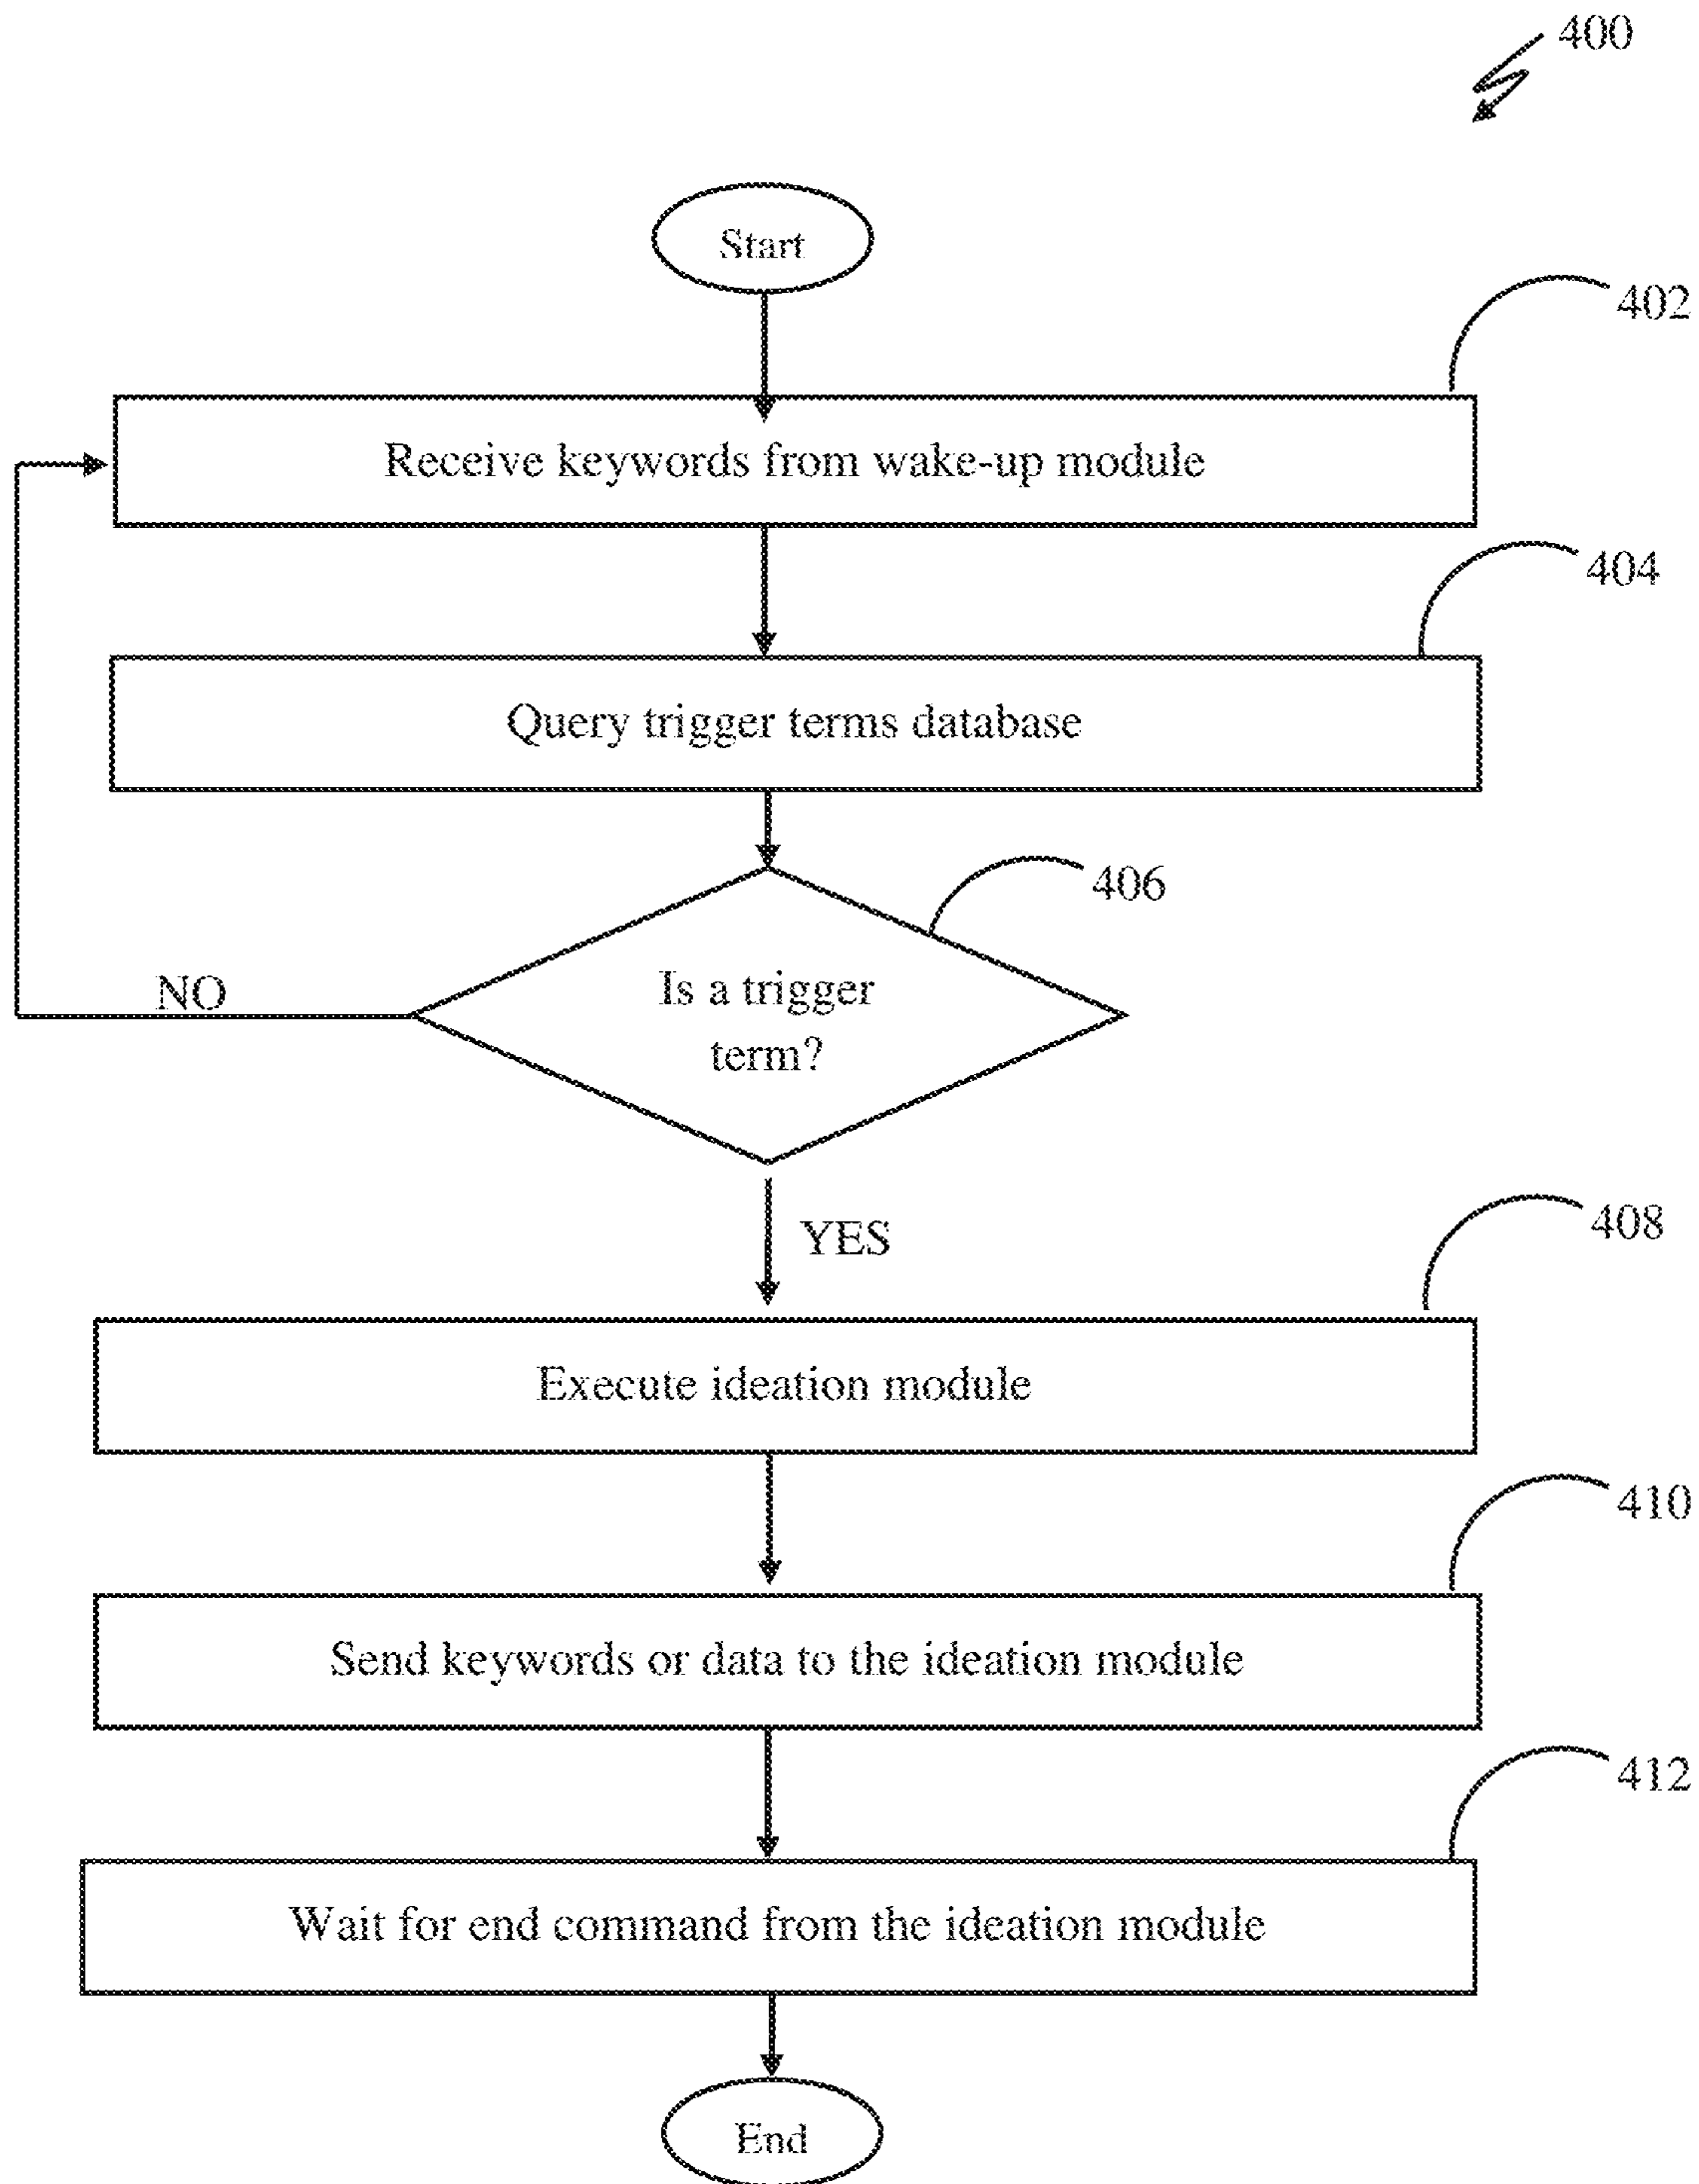 400
Start
402
Receive keywords from wake-up module
404
Query trigger terms database
406
Is a trigger
term?
NO
YES
408
Execute ideation module
410
Send keywords or data to the ideation module
412
Wait for end command from the ideation module
End